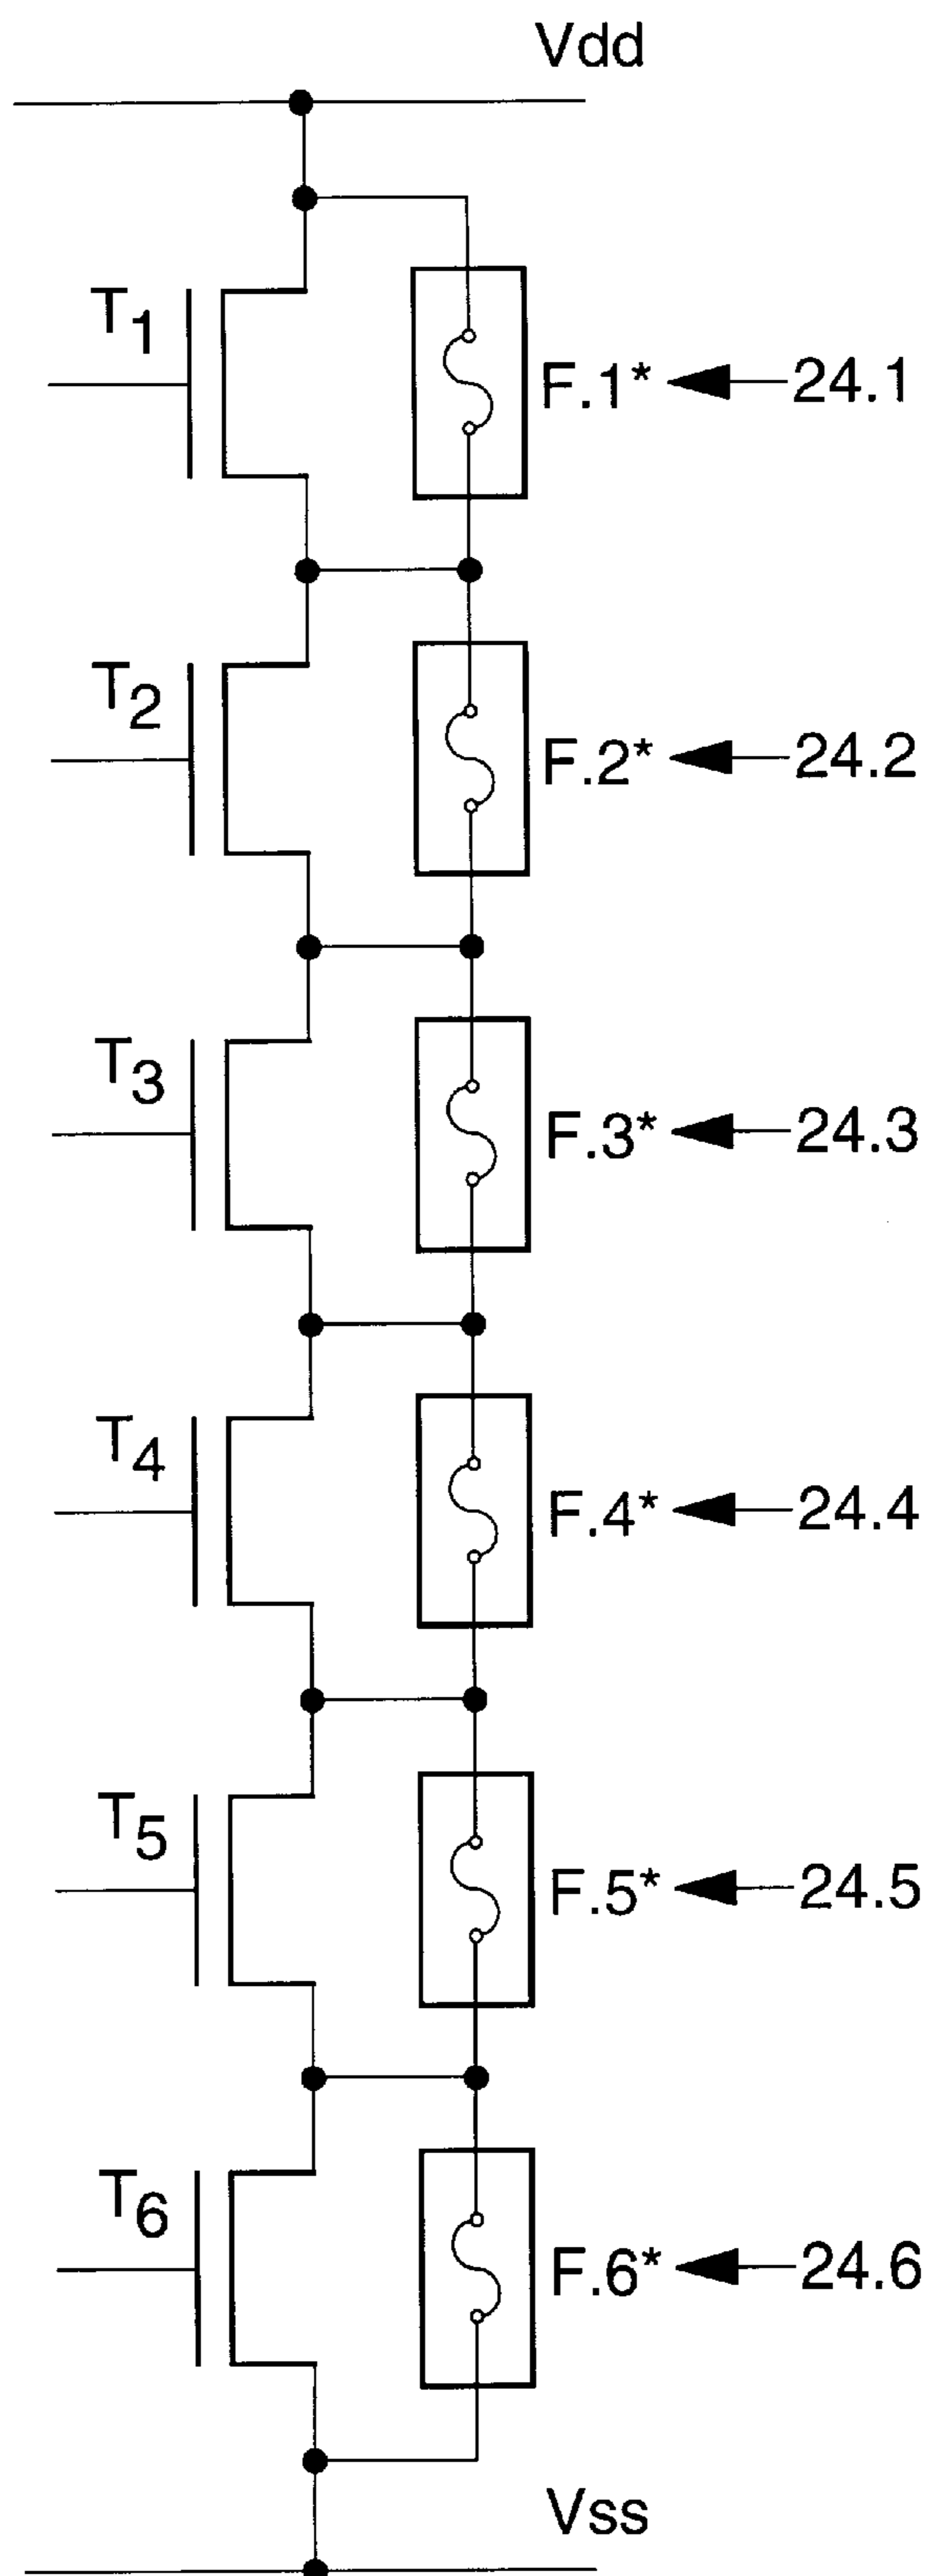 Vdd
T1 F.1* 24.1
T2 F.2* 24.2
T3 F.3* 24.3
T4 F.4* 24.4
T5 F.5* 24.5
T6 F.6* 24.6
Vss